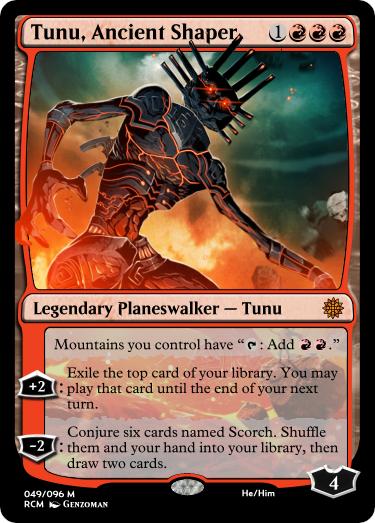 Tunu, Ancient Shaper 1
Legendary Planeswalker — Tunu
Mountains you control have “: Add .”
+2: Exile the top card of your library. You may
play that card until the end of your next
turn.
-2: Conjure six cards named Scorch. Shuffle
them and your hand into your library, then
draw two cards.
4
049/096 M He/Him
RCM GENZOMAN